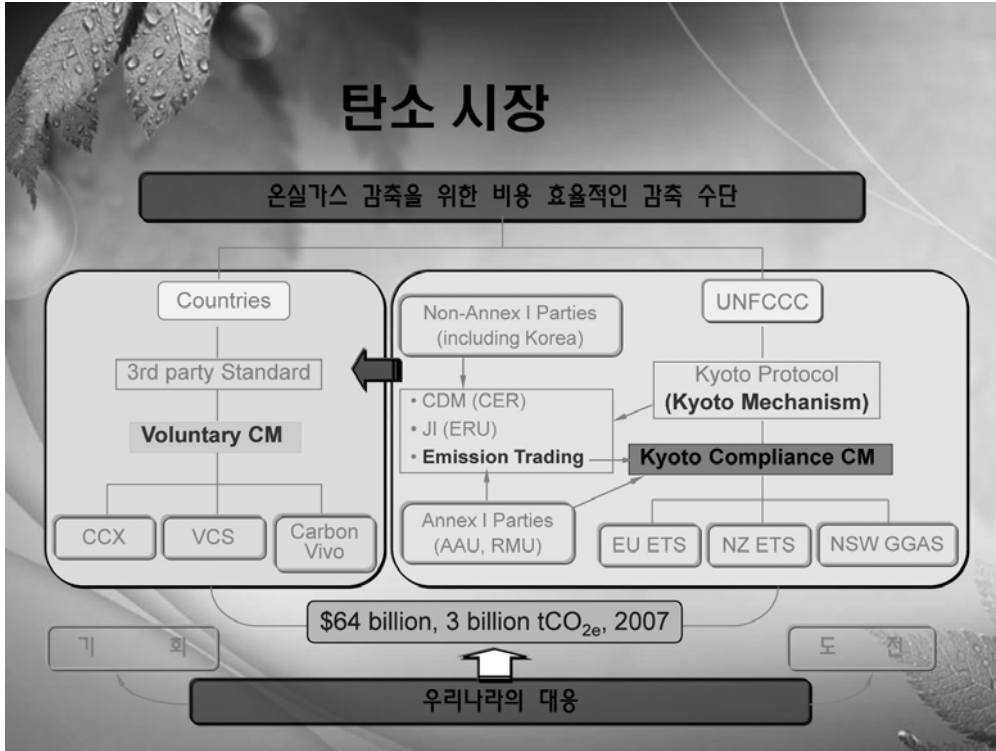 탄소 시장
온실가스 감축을 위한 비용 효율적인 감축 수단
Countries
3rd party Standard
Voluntary CM
CCX
VCS
Carbon
Vivo
Non-Annex I Parties
(including Korea)
• CDM (CER)
• JI (ERU)
• Emission Trading
Annex I Parties
(AAU, RMU)
UNFCCC
Kyoto Protocol
(Kyoto Mechanism)
Kyoto Compliance CM
EU ETS
NZ ETS
NSW GGAS
$64 billion, 3 billion tCO2e, 2007
기 회
도 전
우리나라의 대응